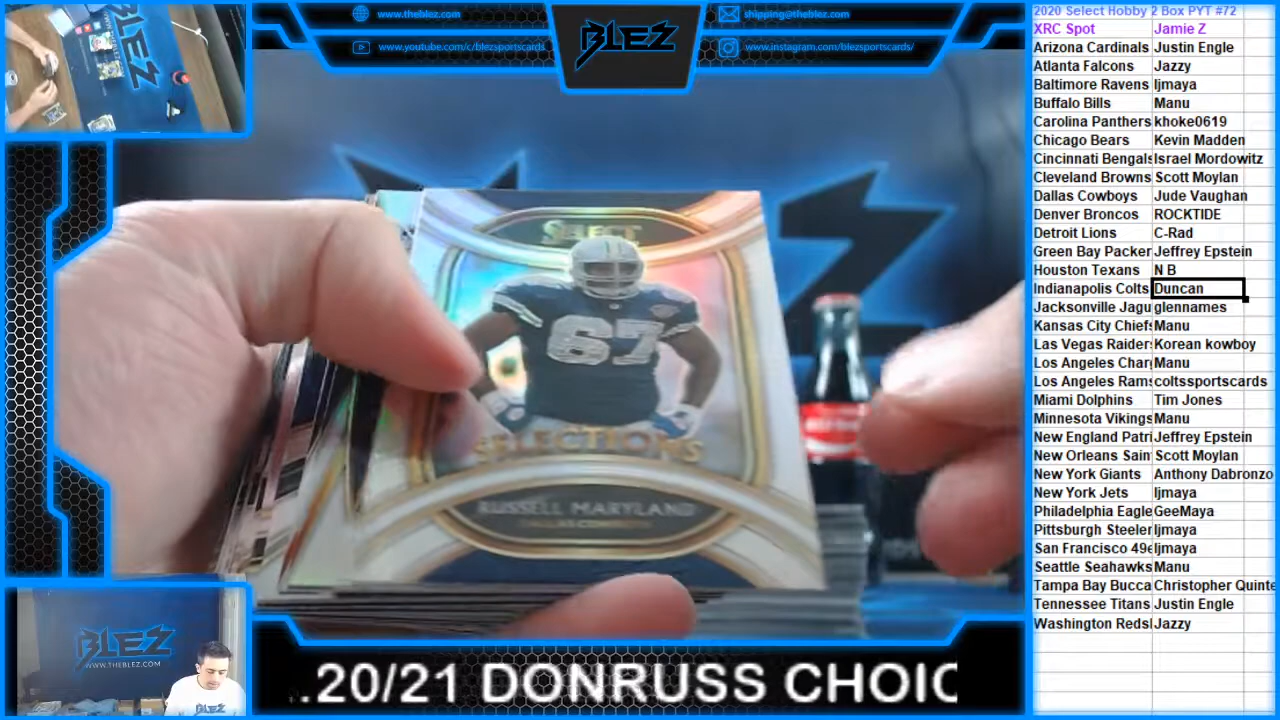 www.theblez.com
www.youtube.com/c/blezsportscards
BLEZ
shipping@theblez.com
www.instagram.com/blezsportscards/
2020 Select Hobby 2 Box PYT #72
XRC Spot Jamie Z
Arizona Cardinals Justin Engle
Atlanta Falcons Jazzy
Baltimore Ravens ljmaya
Buffalo Bills Manu
Carolina Panthers khoke0619
Chicago Bears Kevin Madden
Cincinnati Bengals Israel Mordowitz
Cleveland Browns Scott Moylan
Dallas Cowboys Jude Vaughan
Denver Broncos ROCKTIDE
Detroit Lions C-Rad
Green Bay Packer Jeffrey Epstein
Houston Texans N B
Indianapolis Colts Duncan
Jacksonville Jagu glennames
Kansas City Chiefs Manu
Las Vegas Raider Korean kowboy
Los Angeles Char Manu
Los Angeles Rams coltssportscards
Miami Dolphins Tim Jones
Minnesota Vikings Manu
New England Patri Jeffrey Epstein
New Orleans Sain Scott Moylan
New York Giants Anthony Dabronzo
New York Jets ljmaya
Philadelphia Eagle GeeMaya
Pittsburgh Steeler ljmaya
San Francisco 49e ljmaya
Seattle Seahawk Manu
Tampa Bay Bucca Christopher Quinte
Tennessee Titans Justin Engle
Washington Reds Jazzy
BLEZ
SELECT
67
SELECTIONS
RUSSELL MARYLAND
DALLAS COWBOYS
BLEZ
WWW.THEBLEZ.COM
..20/21 DONRUSS CHOIC